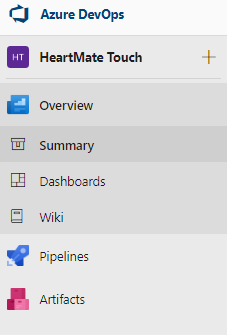 Azure DevOps
HT HeartMate Touch +
Overview
Summary
Dashboards
Wiki
Pipelines
Artifacts